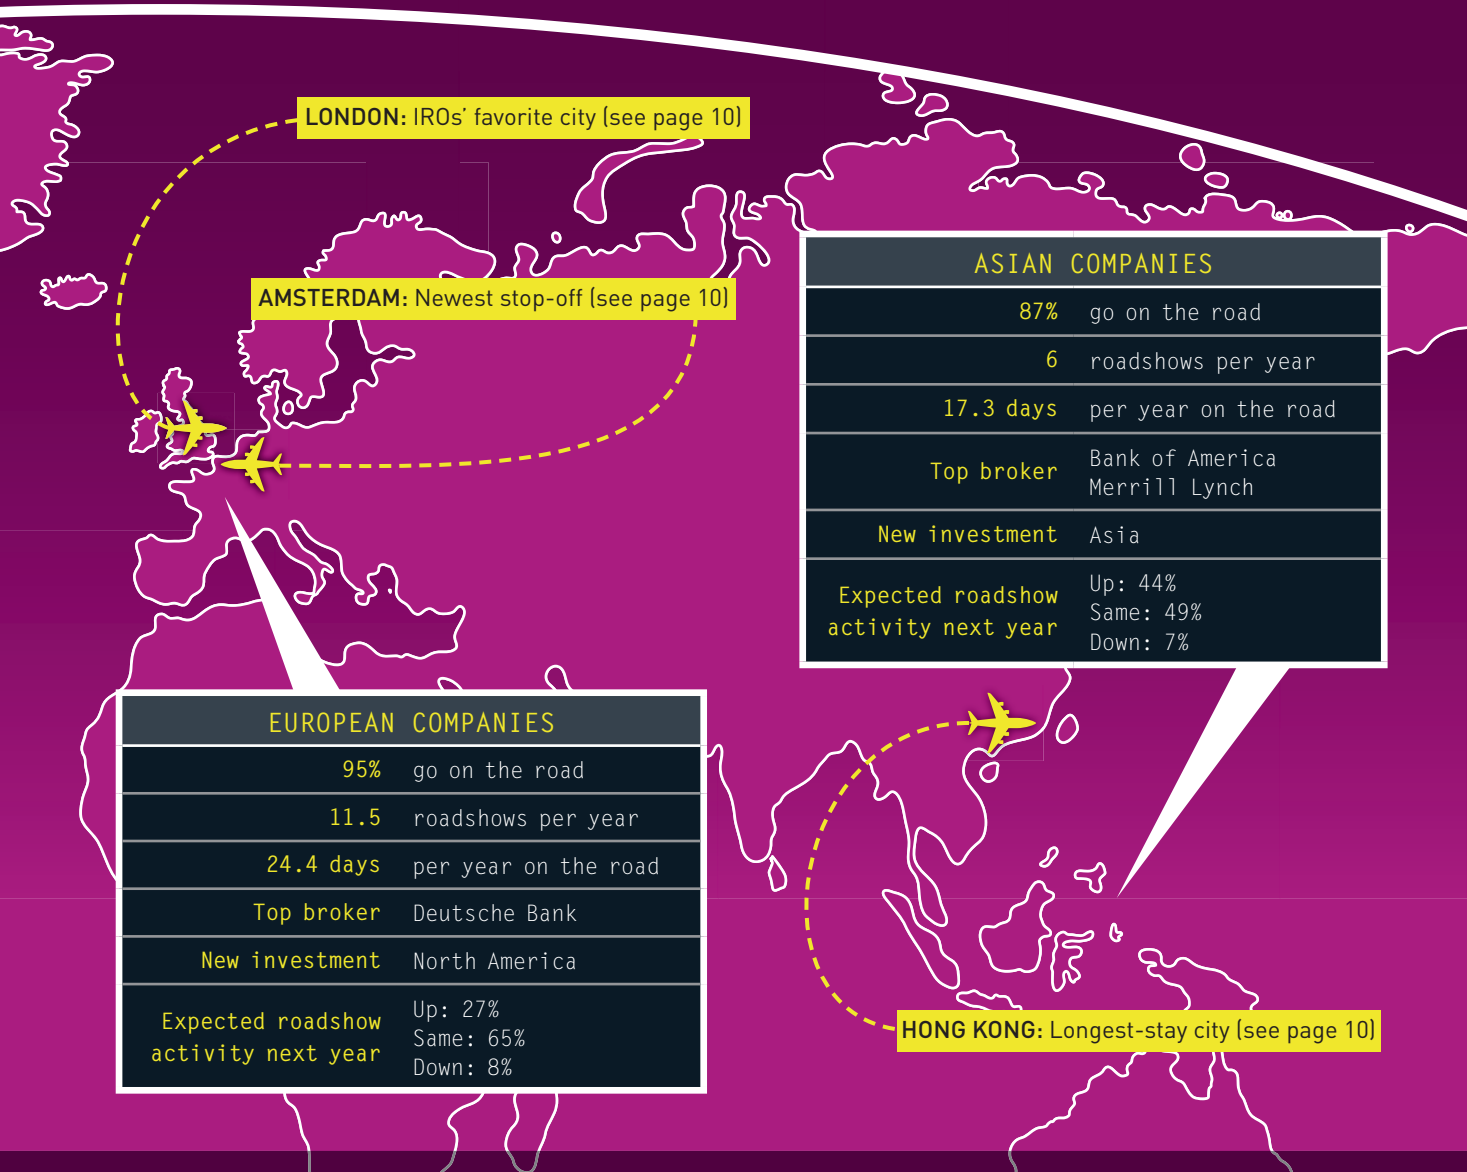 LONDON: IROs’ favorite city (see page 10)
AMSTERDAM: Newest stop-off (see page 10)
ASIAN COMPANIES
87% go on the road
6 roadshows per year
17.3 days per year on the road
Top broker Bank of America
Merrill Lynch
New investment Asia
Expected roadshow
activity next year
Up: 44%
Same: 49%
Down: 7%
EUROPEAN COMPANIES
95% go on the road
11.5 roadshows per year
24.4 days per year on the road
Top broker Deutsche Bank
New investment North America
Expected roadshow
activity next year
Up: 27%
Same: 65%
Down: 8%
HONG KONG: Longest-stay city (see page 10)